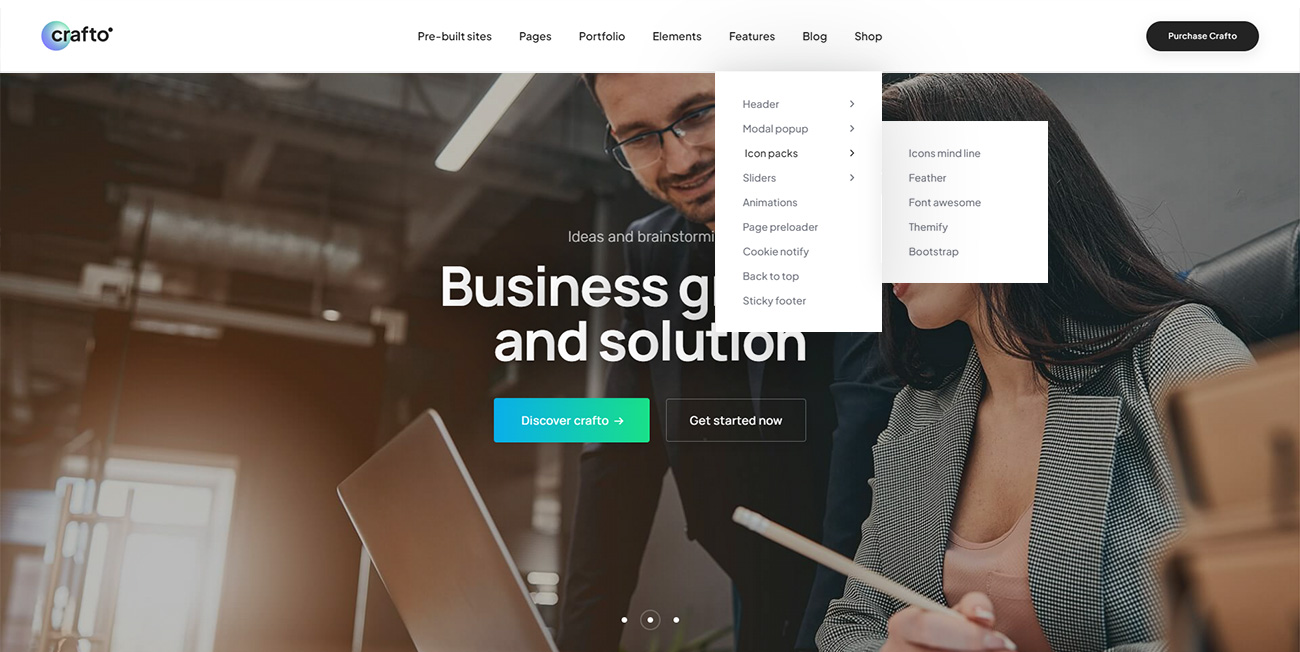 crafto
Pre-built sites
Pages
Portfolio
Elements
Features
Blog
Shop
Purchase Crafto
Header
Modal popup
Icon packs
Sliders
Animations
Page preloader
Cookie notify
Back to top
Sticky footer
Icons mind line
Feather
Font awesome
Themify
Bootstrap
Ideas and brainstormi
Business gr
and solution
Discover crafto →
Get started now